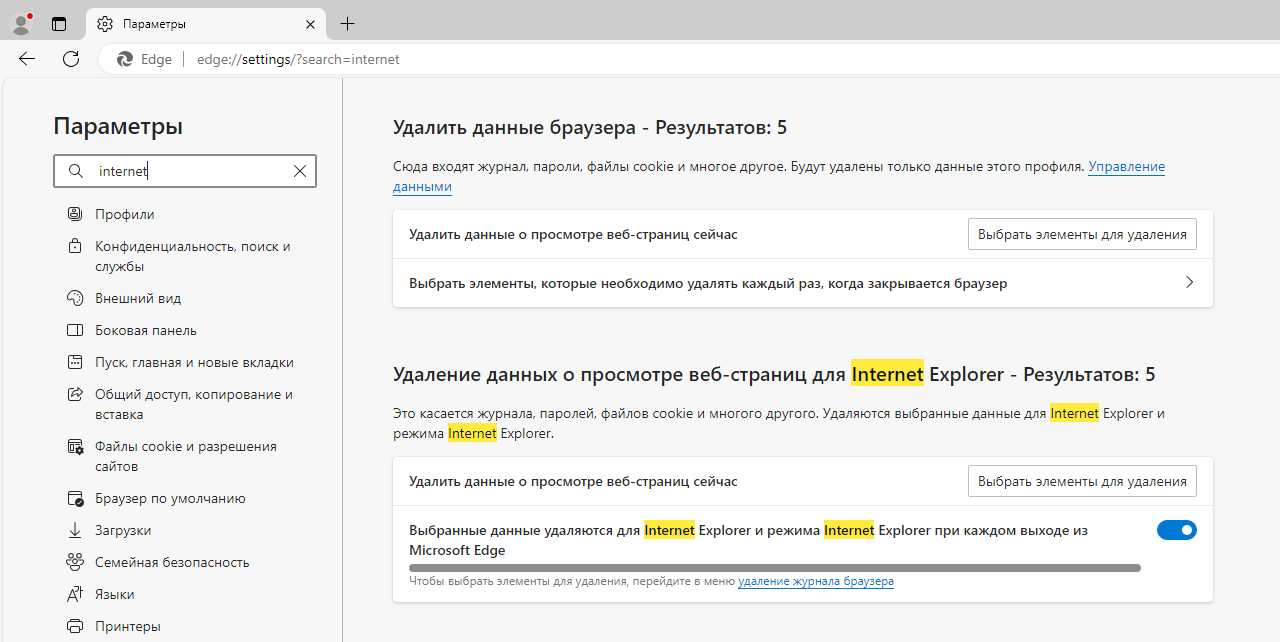 Параметры
Edge
edge://settings/?search=internet
Параметры
internet
Профили
Конфиденциальность, поиск и
службы
Внешний вид
Боковая панель
Пуск, главная и новые вкладки
Общий доступ, копирование и
вставка
Файлы cookie и разрешения
сайтов
Браузер по умолчанию
Загрузки
Семейная безопасность
Языки
Принтеры
Удалить данные браузера - Результатов: 5
Сюда входят журнал, пароли, файлы cookie и многое другое. Будут удалены только данные этого профиля. Управление
данными
Удалить данные о просмотре веб-страниц сейчас
Выбрать элементы для удаления
Выбрать элементы, которые необходимо удалять каждый раз, когда закрывается браузер
Удаление данных о просмотре веб-страниц для Internet Explorer - Результатов: 5
Это касается журнала, паролей, файлов cookie и многого другого. Удаляются выбранные данные для Internet Explorer и
режима Internet Explorer.
Удалить данные о просмотре веб-страниц сейчас
Выбрать элементы для удаления
Выбранные данные удаляются для Internet Explorer и режима Internet Explorer при каждом выходе из
Microsoft Edge
Чтобы выбрать элементы для удаления, перейдите в меню удаление журнала браузера